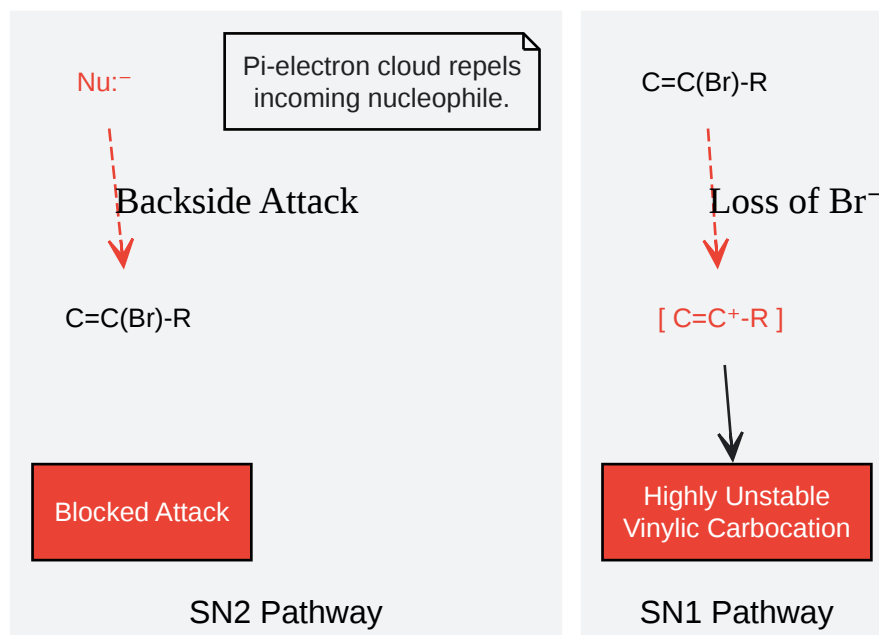 Nu:⁻
Pi-electron cloud repels
incoming nucleophile.
Backside Attack
C=C(Br)-R
Blocked Attack
SN2 Pathway
C=C(Br)-R
Loss of Br⁻
[ C=C⁺-R ]
Highly Unstable
Vinylic Carbocation
SN1 Pathway